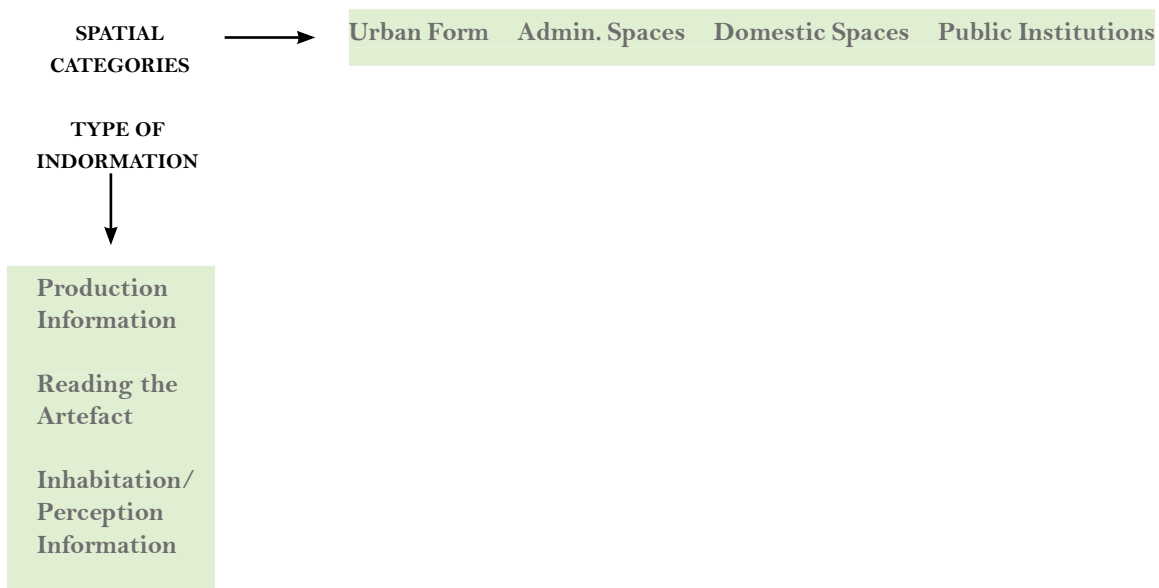 SPATIAL
CATEGORIES
Urban Form Admin. Spaces Domestic Spaces Public Institutions
TYPE OF
INDORMATION
Production
Information
Reading the
Artefact
Inhabitation/
Perception
Information